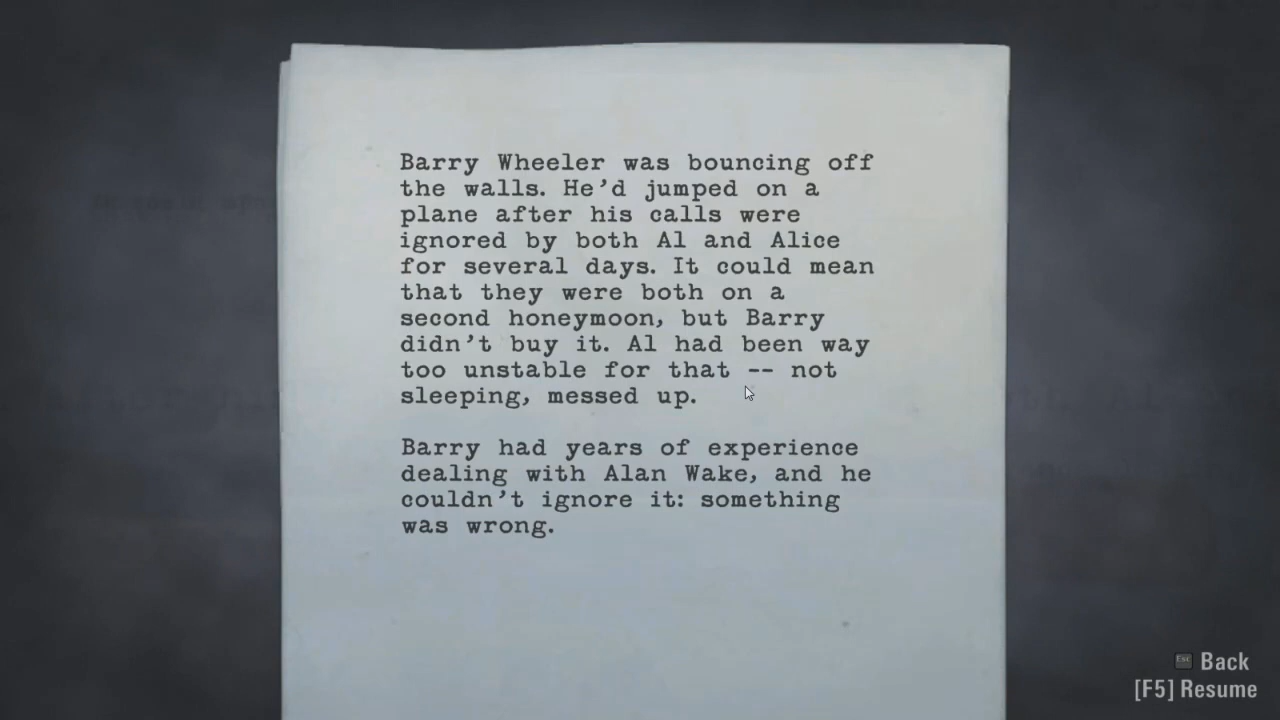 Barry Wheeler was bouncing off
the walls. He’d jumped on a
plane after his calls were
ignored by both Al and Alice
for several days. It could mean
that they were both on a
second honeymoon, but Barry
didn’t buy it. Al had been way
too unstable for that -- not
sleeping, messed up.
Barry had years of experience
dealing with Alan Wake, and he
couldn’t ignore it: something
was wrong.
Esc Back
[F5] Resume